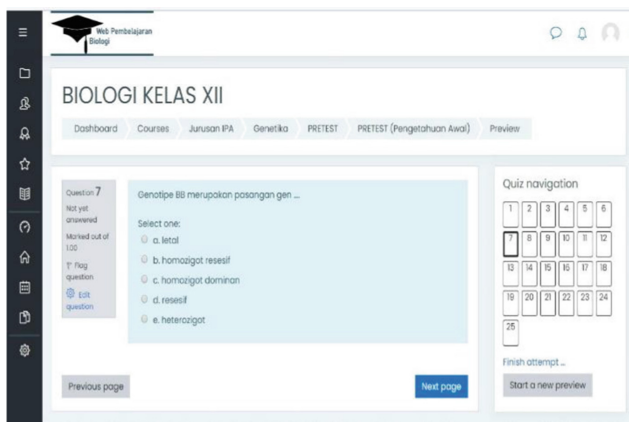 Web Pembelajaran
Biologi
BIOLOGI KELAS XII
Dashboard Courses Jurusan IPA Genetika PRETEST PRETEST (Pengetahuan Awal) Preview
Question 7
Not yet
answered
Marked out of
1.00
Flag
question
Edit
question
Genotipe BB merupakan pasangan gen ...
Select one:
a. letal
b. homozigot resesif
c. homozigot dominan
d. resesif
e. heterozigot
Previous page
Next page
Quiz navigation
1 2 3 4 5 6
7 8 9 10 11 12
13 14 15 16 17 18
19 20 21 22 23 24
25
Finish attempt ...
Start a new preview